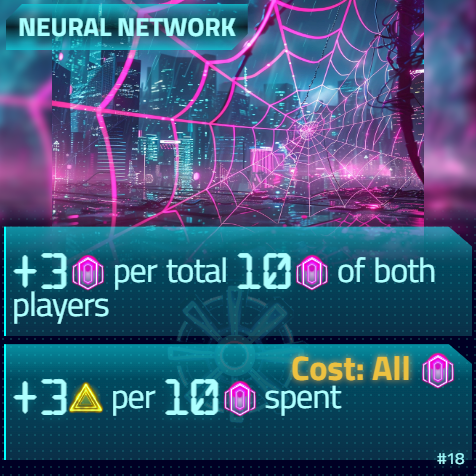 NEURAL NETWORK
+3 per total 10 of both
players
Cost: All
+3 per 10 spent
#18